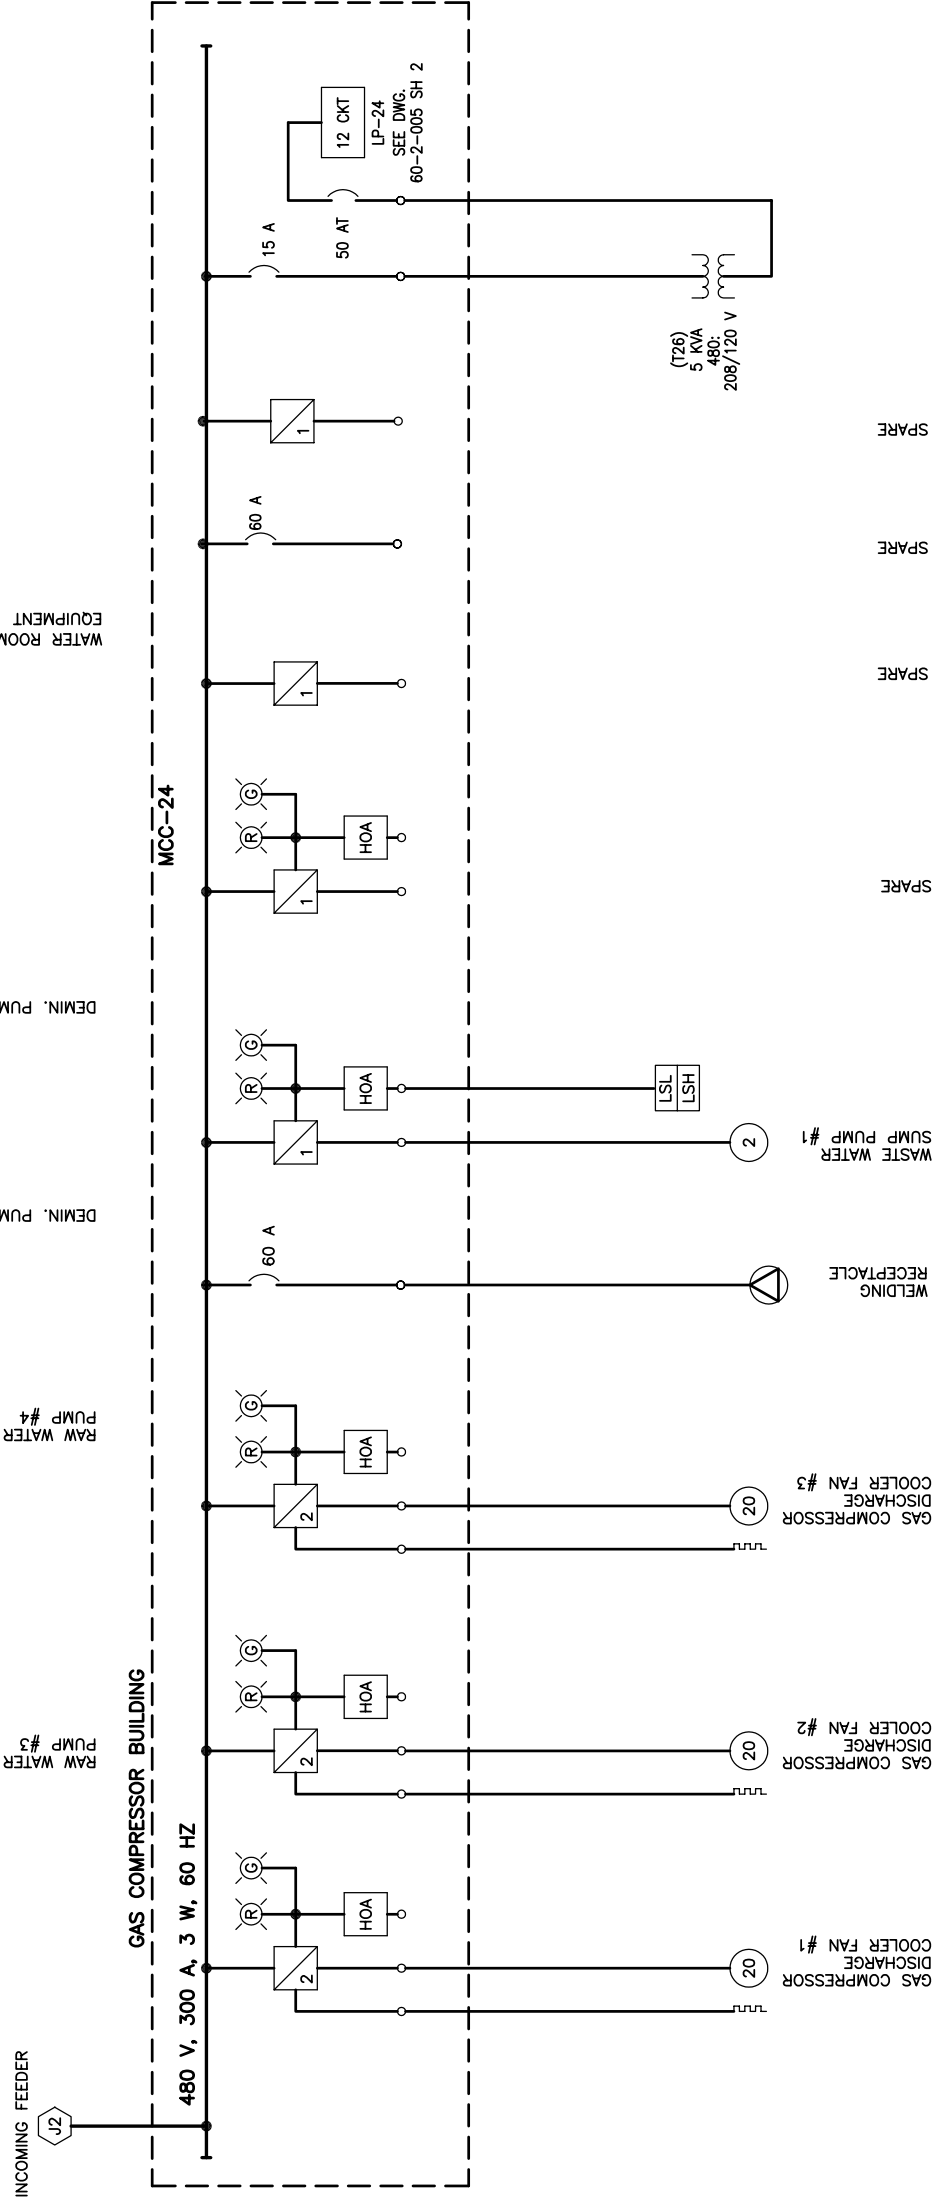 INCOMING FEEDER
J2
GAS COMPRESSOR BUILDING
MCC-24
480 V, 300 A, 3 W, 60 HZ
R
G
HOA
2
20
GAS COMPRESSOR
DISCHARGE
COOLER FAN #1
R
G
HOA
2
20
GAS COMPRESSOR
DISCHARGE
COOLER FAN #2
R
G
HOA
2
20
GAS COMPRESSOR
DISCHARGE
COOLER FAN #3
60 A
WELDING
RECEPTACLE
R
G
HOA
1
LSL
LSH
2
WASTE WATER
SUMP PUMP #1
R
G
HOA
1
SPARE
1
SPARE
60 A
SPARE
1
SPARE
15 A
50 AT
12 CKT
LP-24
SEE DWG.
60-2-005 SH 2
(T26)
5 KVA
480:
208/120 V
RAW WATER
PUMP #3
RAW WATER
PUMP #4
DEMIN. PUM
DEMIN. PUM
WATER ROOM
EQUIPMENT